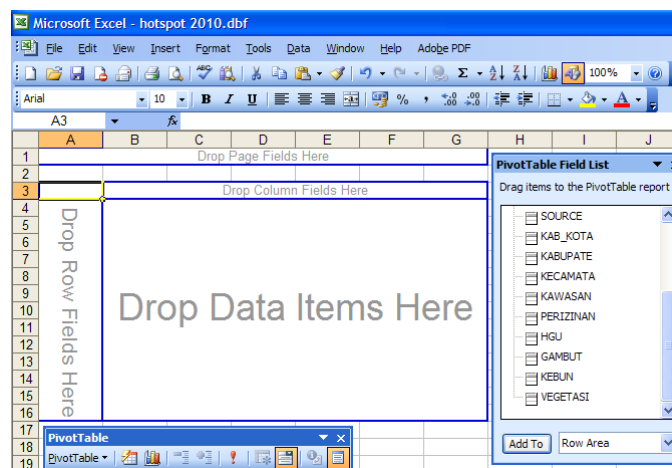 Microsoft Excel - hotspot 2010.dbf
File Edit View Insert Format Tools Data Window Help Adobe PDF
Σ 100%
Arial 10 B I U % , A
A3 fx
A B C D E F G H I J
1 Drop Page Fields Here
2
3 Drop Column Fields Here
4
5
6
7
8
9
10
11
12
13
14
15
16
17
18
19
Drop Row Fields Here
Drop Data Items Here
PivotTable Field List
Drag items to the PivotTable report
SOURCE
KAB_KOTA
KABUPATE
KECAMATA
KAWASAN
PERIZINAN
HGU
GAMBUT
KEBUN
VEGETASI
Add To Row Area
PivotTable
PivotTable